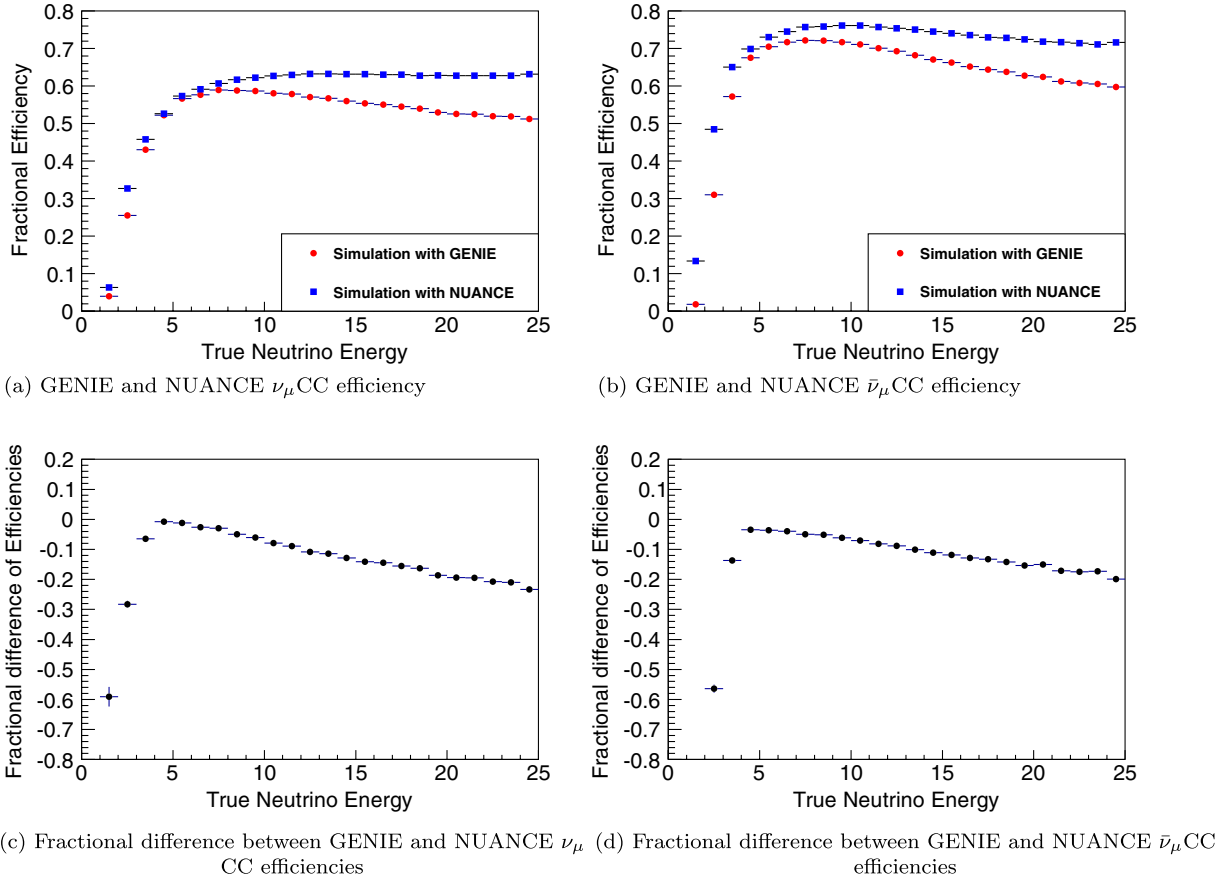 0.8
0.7
0.6
0.5
0.4
0.3
0.2
0.1
0
Fractional Efficiency
Simulation with GENIE
Simulation with NUANCE
0 5 10 15 20 25
True Neutrino Energy
(a) GENIE and NUANCE νμCC efficiency
0.8
0.7
0.6
0.5
0.4
0.3
0.2
0.1
0
Fractional Efficiency
Simulation with GENIE
Simulation with NUANCE
0 5 10 15 20 25
True Neutrino Energy
(b) GENIE and NUANCE ν̄μCC efficiency
0.2
0.1
0
-0.1
-0.2
-0.3
-0.4
-0.5
-0.6
-0.7
-0.8
Fractional difference of Efficiencies
0 5 10 15 20 25
True Neutrino Energy
(c) Fractional difference between GENIE and NUANCE νμ
CC efficiencies
0.2
0.1
0
-0.1
-0.2
-0.3
-0.4
-0.5
-0.6
-0.7
-0.8
Fractional difference of Efficiencies
0 5 10 15 20 25
True Neutrino Energy
(d) Fractional difference between GENIE and NUANCE ν̄μCC
efficiencies